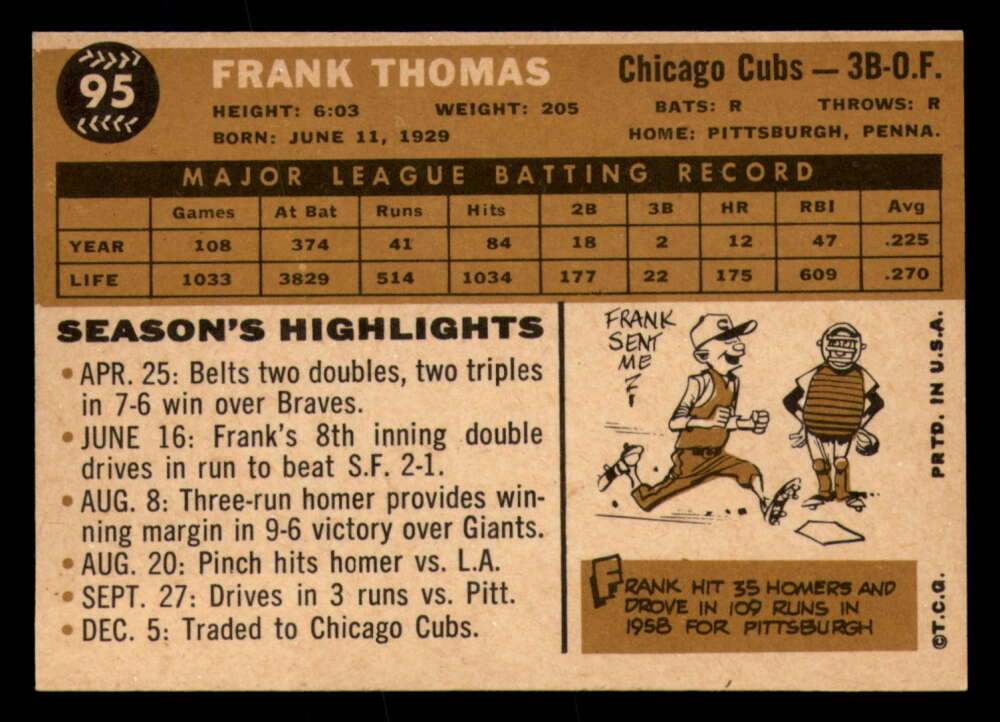 95
FRANK THOMAS
Chicago Cubs — 3B-O.F.
HEIGHT: 6:03 WEIGHT: 205 BATS: R THROWS: R
BORN: JUNE 11, 1929 HOME: PITTSBURGH, PENNA.
MAJOR LEAGUE BATTING RECORD
Games At Bat Runs Hits 2B 3B HR RBI Avg
YEAR 108 374 41 84 18 2 12 47 .225
LIFE 1033 3829 514 1034 177 22 175 609 .270
SEASON'S HIGHLIGHTS
• APR. 25: Belts two doubles, two triples
in 7-6 win over Braves.
• JUNE 16: Frank's 8th inning double
drives in run to beat S.F. 2-1.
• AUG. 8: Three-run homer provides win-
ning margin in 9-6 victory over Giants.
• AUG. 20: Pinch hits homer vs. L.A.
• SEPT. 27: Drives in 3 runs vs. Pitt.
• DEC. 5: Traded to Chicago Cubs.
FRANK
SENT
ME
C
FRANK HIT 35 HOMERS AND
DROVE IN 109 RUNS IN
1958 FOR PITTSBURGH
©T.C.G. PRTD. IN U.S.A.